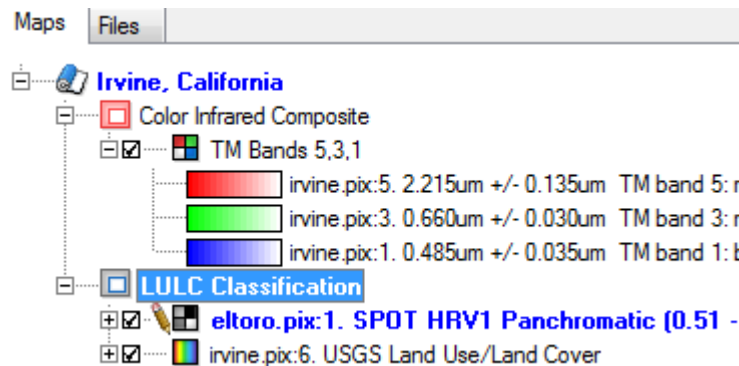 Maps Files
Irvine, California
Color Infrared Composite
TM Bands 5,3,1
irvine.pix:5. 2.215um +/- 0.135um TM band 5:
irvine.pix:3. 0.660um +/- 0.030um TM band 3:
irvine.pix:1. 0.485um +/- 0.035um TM band 1:
LULC Classification
eltoro.pix:1. SPOT HRV1 Panchromatic (0.51 -
irvine.pix:6. USGS Land Use/Land Cover